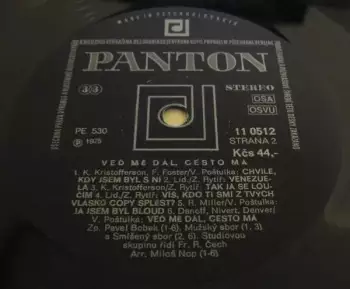 MADE IN CZECHOSLOVAKIA
PANTON
33
STEREO
OSA
OSVU
PE 530
Ⓟ 1975
11 0512
STRANA 2
Kčs 44,-
VEĎ MĚ DÁL, CESTO MÁ
1. K. Kristofferson, F. Foster/V. Poštulka: CHVÍLE,
KDY JSEM BYL S NÍ 2. Lid./Z. Rytíř: VENEZUE-
LA 3. K. Kristofferson/Z. Rytíř: TAK JÁ SE LOU-
ČÍM 4. Lid./Z. Rytíř: VÍŠ, KDO TI SMÍ Z TVÝCH
VLÁSKŮ COPY SPLÉST? 5. R. Miller/V. Poštulka:
JÁ JSEM BYL BLOUD 6. Danoff, Nivert, Denver/
V. Poštulka: VEĎ MĚ DÁL, CESTO MÁ
Zp. Pavel Bobek (1-6), Mužský sbor (1, 3)
a Smíšený sbor (2, 6). Studiovou
skupinu řídí Fr. R. Čech
Arr. Miloš Nop (1-6)